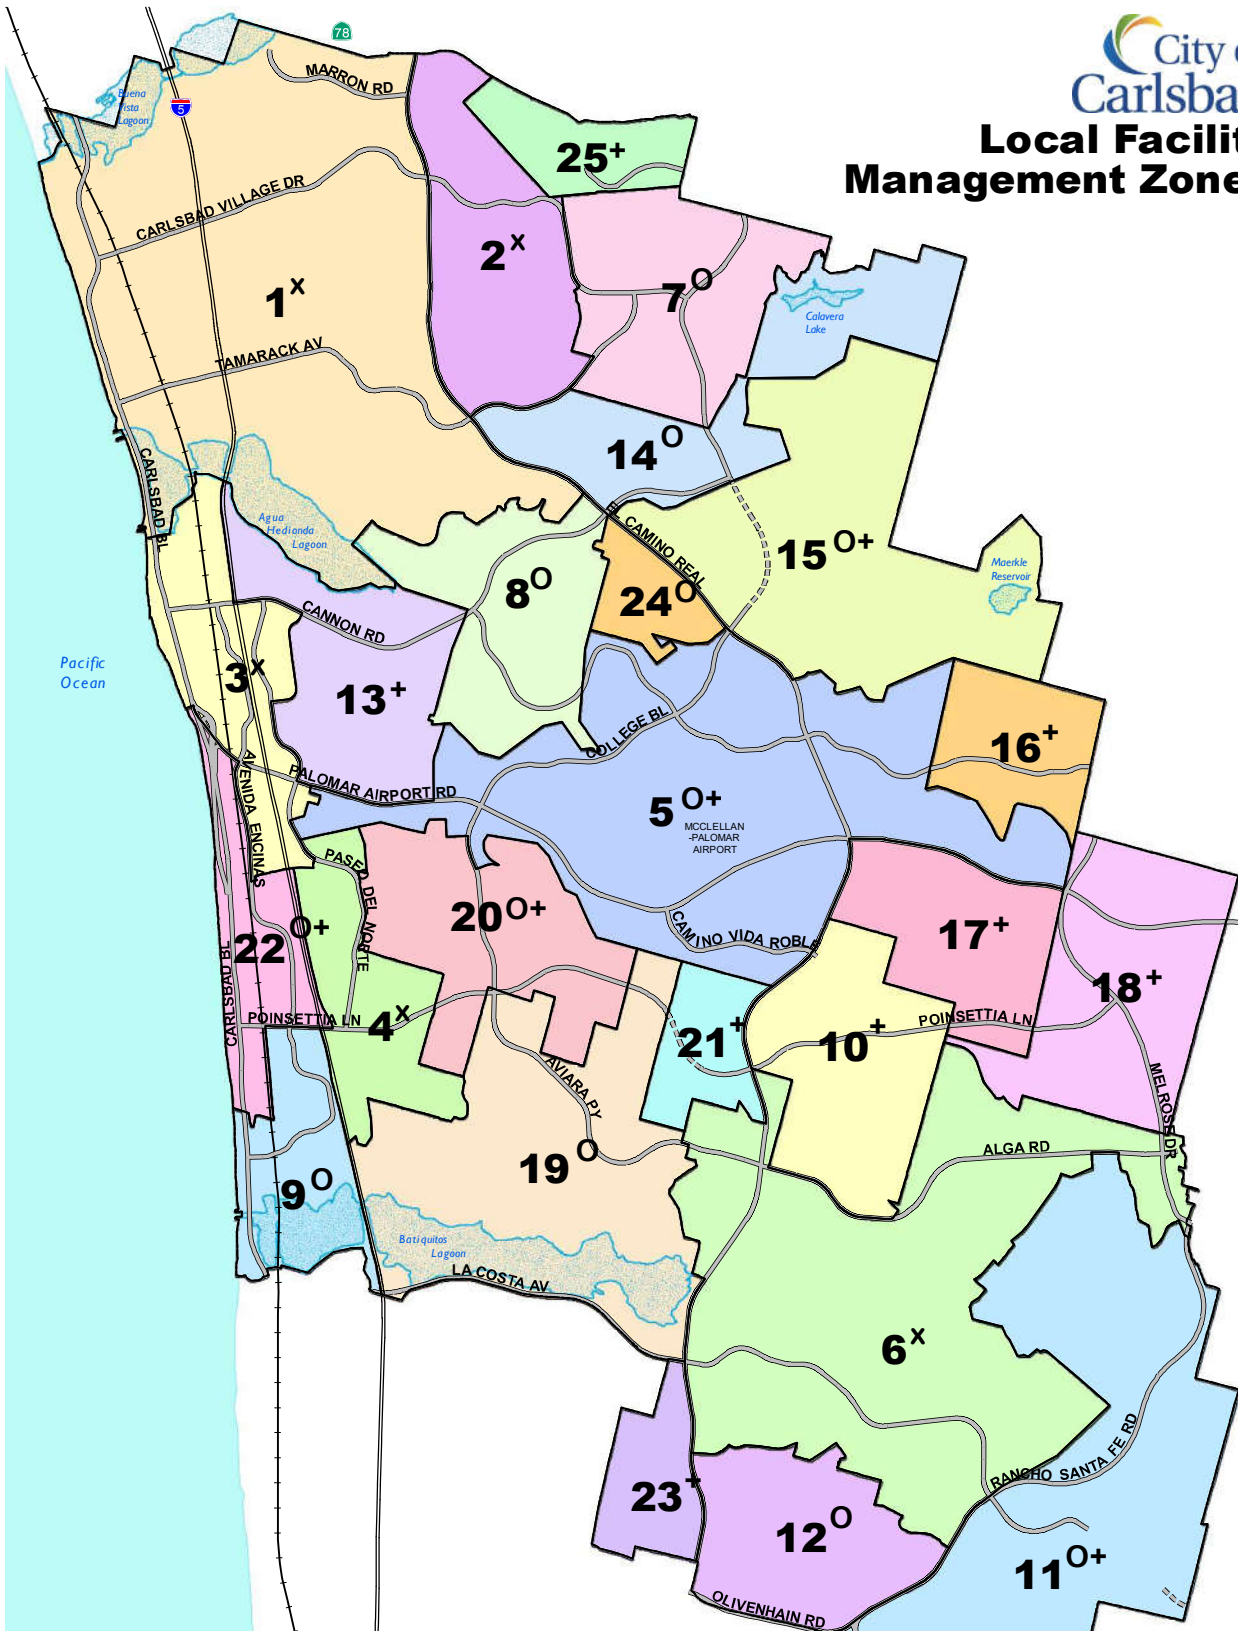 78
City o
Carlsba
Local Facilit
Management Zone
MARRON RD
Buena
Vista
Lagoon
5
25+
CARLSBAD VILLAGE DR
2x
1x
7O
Calavera
Lake
TAMARACK AV
14O
CARLSBAD BL
Agua
Hedionda
Lagoon
EL CAMINO REAL
15O+
Maerkle
Reservoir
8O
24O
CANNON RD
Pacific
Ocean
3x
13+
COLLEGE BL
16+
AVENIDA ENCINAS
PALOMAR AIRPORT RD
5O+
MCCLELLAN
-PALOMAR
AIRPORT
PASEO DEL NORTE
20O+
22O+
CAMINO VIDA ROBLE
17+
18+
CARLSBAD BL
POINSETTIA LN
4x
21+
10+
POINSETTIA LN
AVIARA PY
MELROSE DR
19O
ALGA RD
9O
Batiquitos
Lagoon
LA COSTA AV
6x
RANCHO SANTA FE RD
23+
12O
11O+
OLIVENHAIN RD